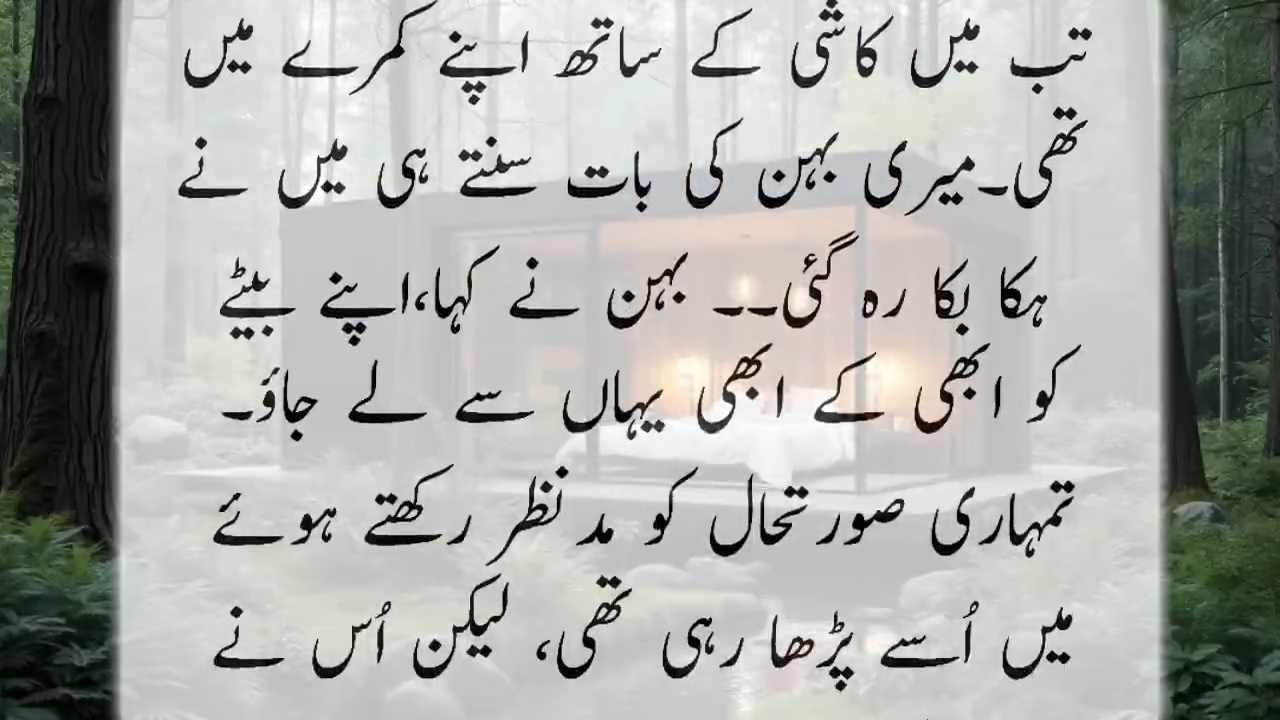 تب میں کاشی کے ساتھ اپنے کمرے میں
تھی۔میری بہن کی بات سنتے ہی میں نے
ہکا بکا رہ گئی۔۔ بہن نے کہا،اپنے بیٹے
کو ابھی کے ابھی یہاں سے لے جاؤ۔
تمہاری صورتحال کو مدنظر رکھتے ہوئے
میں اُسے پڑھا رہی تھی، لیکن اُس نے